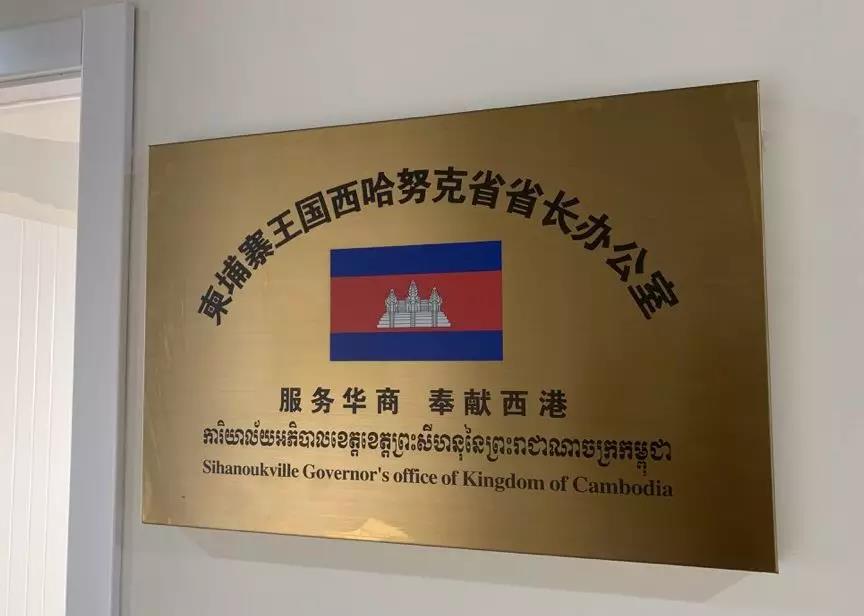 柬埔寨王国西哈努克省省长办公室
服务华商 奉献西港
ការិយាល័យអភិបាលខេត្តខេត្តព្រះសីហនុនៃព្រះរាជាណាចក្រកម្ពុជា
Sihanoukville Governor's office of Kingdom of Cambodia